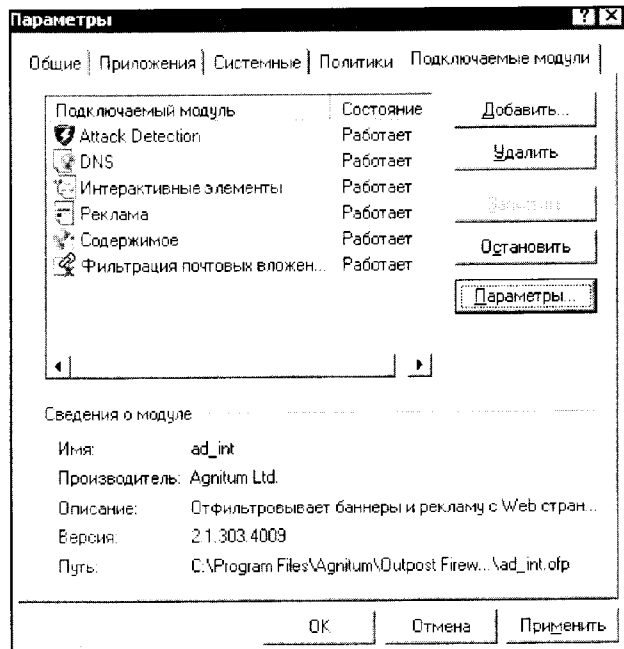 Параметры
Общие Приложения Системные Политики Подключаемые модули
Подключаемый модуль Состояние
Attack Detection Работает
DNS Работает
Интерактивные элементы Работает
Реклама Работает
Содержимое Работает
Фильтрация почтовых вложен... Работает
Добавить...
Удалить
Запустить
Остановить
Параметры...
Сведения о модуле
Имя: ad_int
Производитель: Agnitum Ltd.
Описание: Отфильтровывает баннеры и рекламу с Web стран...
Версия: 2.1.303.4009
Путь: C:\Program Files\Agnitum\Outpost Firew...\ad_int.ofp
OK Отмена Применить